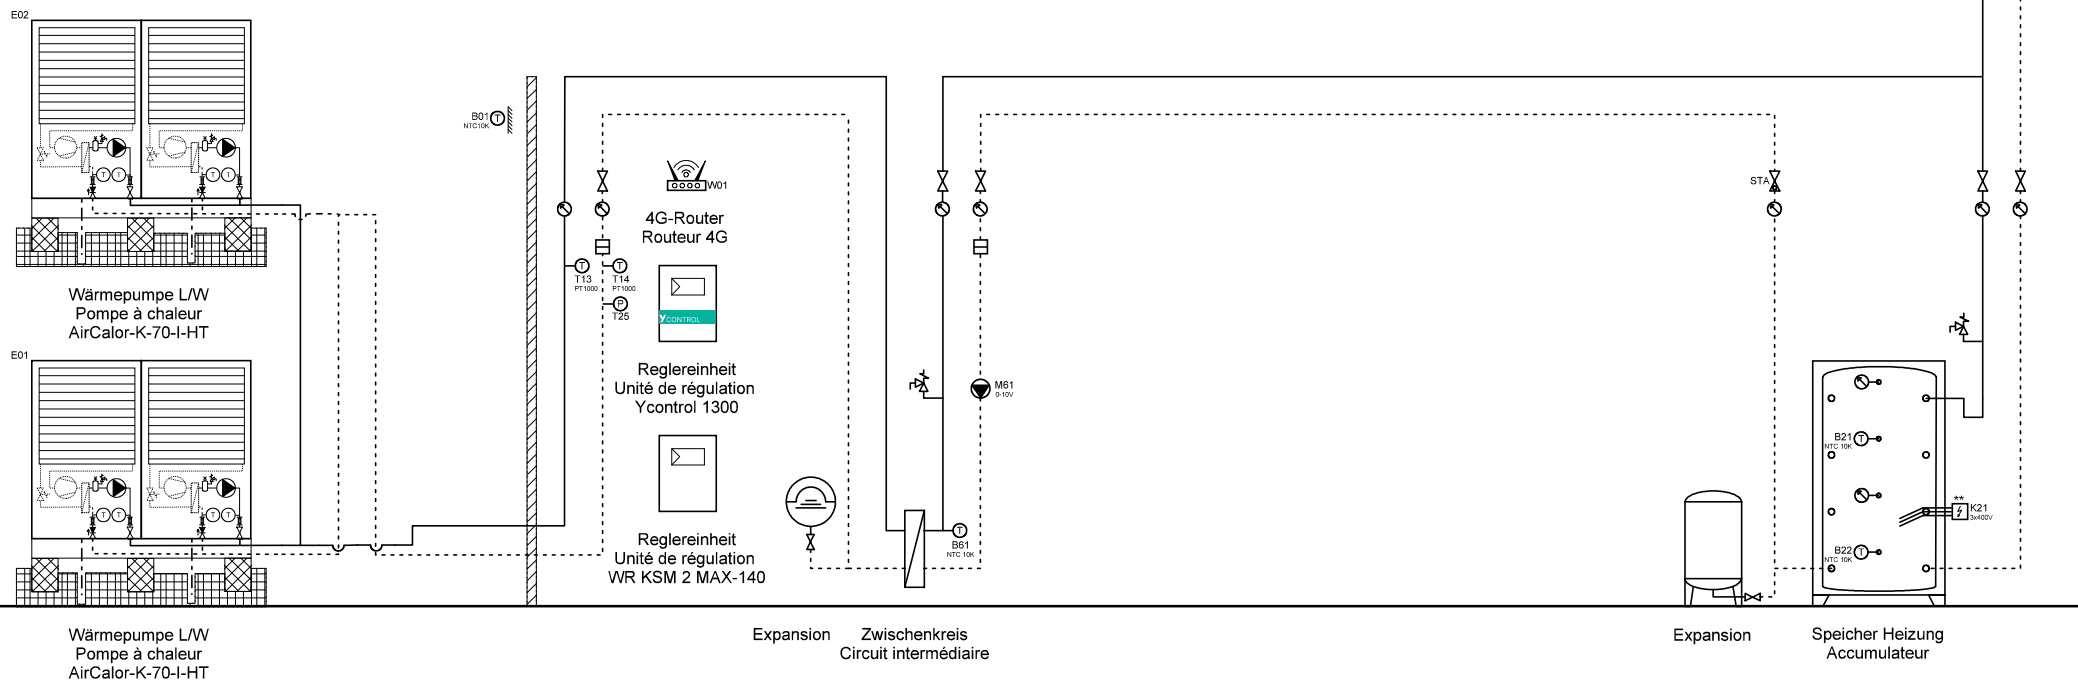 E02
T
T
T
T
Wärmepumpe L/W
Pompe à chaleur
AirCalor-K-70-I-HT
E01
T
T
T
T
Wärmepumpe L/W
Pompe à chaleur
AirCalor-K-70-I-HT
B01 T
NTC10K
T
T13
PT1000
T
T14
PT1000
P
T25
W01
4G-Router
Routeur 4G
YCONTROL
Reglereinheit
Unité de régulation
Ycontrol 1300
Reglereinheit
Unité de régulation
WR KSM 2 MAX-140
Expansion
T
B61
NTC 10K
M61
0-10V
Zwischenkreis
Circuit intermédiaire
STA
Expansion
B21 T
NTC 10K
**
K21
3x400V
B22 T
NTC 10K
Speicher Heizung
Accumulateur